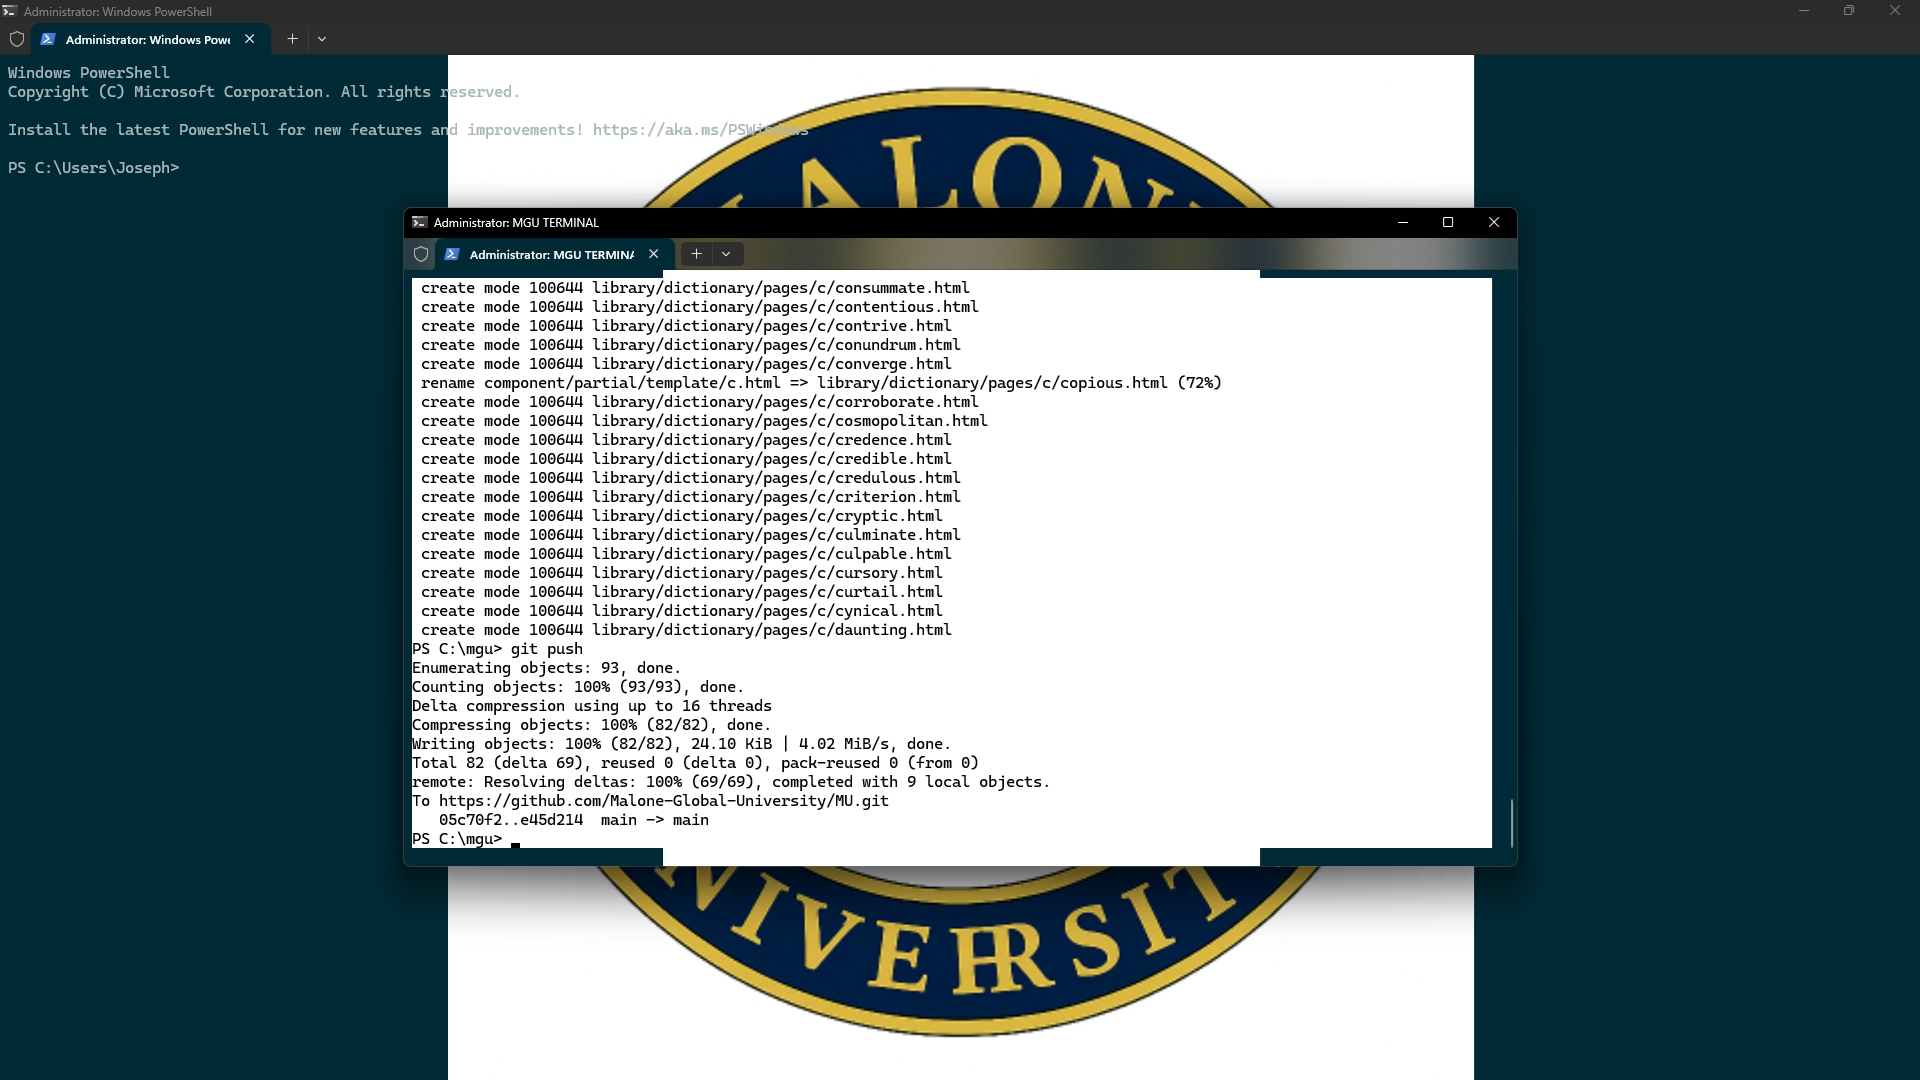 Administrator: Windows PowerShell
Administrator: Windows Powe
Windows PowerShell
Copyright (C) Microsoft Corporation. All rights reserved.
Install the latest PowerShell for new features and improvements! https://aka.ms/PSWindows
PS C:\Users\Joseph>
MALONE
Administrator: MGU TERMINAL
Administrator: MGU TERMINA
create mode 100644 library/dictionary/pages/c/consummate.html
create mode 100644 library/dictionary/pages/c/contentious.html
create mode 100644 library/dictionary/pages/c/contrive.html
create mode 100644 library/dictionary/pages/c/conundrum.html
create mode 100644 library/dictionary/pages/c/converge.html
rename component/partial/template/c.html => library/dictionary/pages/c/copious.html (72%)
create mode 100644 library/dictionary/pages/c/corroborate.html
create mode 100644 library/dictionary/pages/c/cosmopolitan.html
create mode 100644 library/dictionary/pages/c/credence.html
create mode 100644 library/dictionary/pages/c/credible.html
create mode 100644 library/dictionary/pages/c/credulous.html
create mode 100644 library/dictionary/pages/c/criterion.html
create mode 100644 library/dictionary/pages/c/cryptic.html
create mode 100644 library/dictionary/pages/c/culminate.html
create mode 100644 library/dictionary/pages/c/culpable.html
create mode 100644 library/dictionary/pages/c/cursory.html
create mode 100644 library/dictionary/pages/c/curtail.html
create mode 100644 library/dictionary/pages/c/cynical.html
create mode 100644 library/dictionary/pages/c/daunting.html
PS C:\mgu> git push
Enumerating objects: 93, done.
Counting objects: 100% (93/93), done.
Delta compression using up to 16 threads
Compressing objects: 100% (82/82), done.
Writing objects: 100% (82/82), 24.10 KiB | 4.02 MiB/s, done.
Total 82 (delta 69), reused 0 (delta 0), pack-reused 0 (from 0)
remote: Resolving deltas: 100% (69/69), completed with 9 local objects.
To https://github.com/Malone-Global-University/MU.git
05c70f2..e45d214  main -> main
PS C:\mgu>